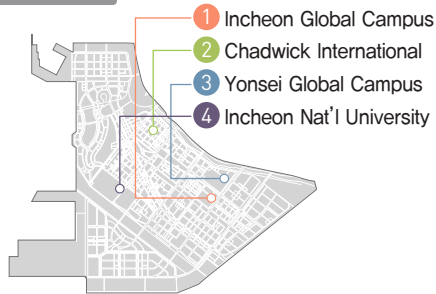 1 Incheon Global Campus
2 Chadwick International
3 Yonsei Global Campus
4 Incheon Nat'l University